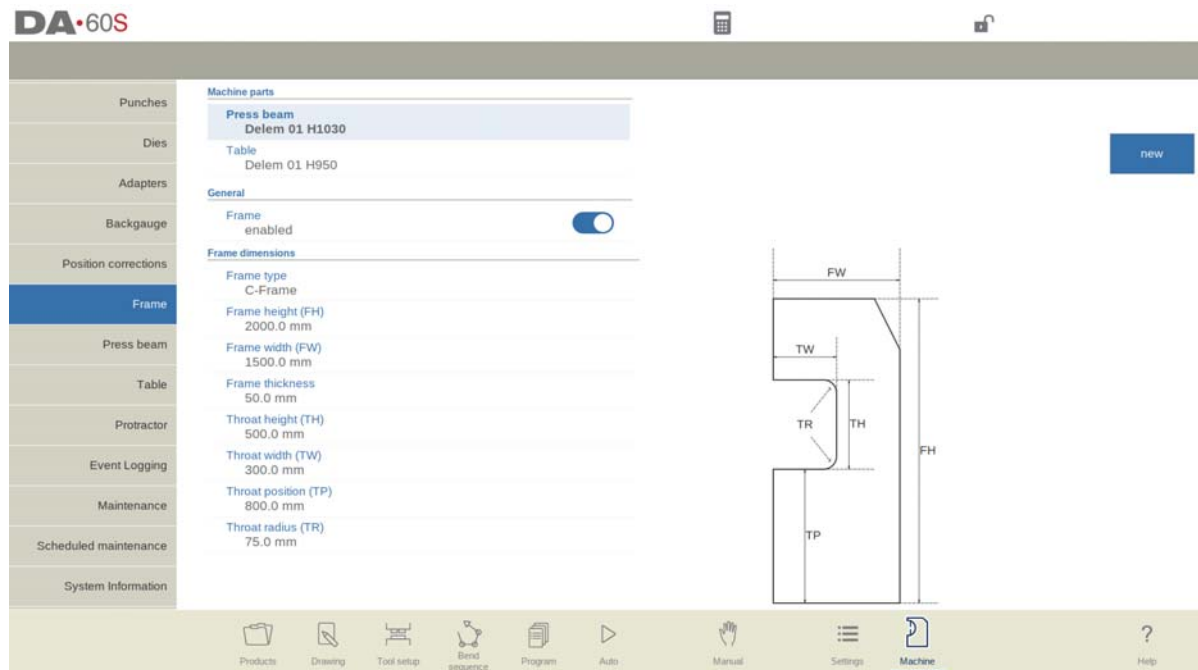 DA•60S
Punches
Dies
Adapters
Backgauge
Position corrections
Frame
Press beam
Table
Protractor
Event Logging
Maintenance
Scheduled maintenance
System Information
Machine parts
Press beam
Delem 01 H1030
Table
Delem 01 H950
General
Frame
enabled
Frame dimensions
Frame type
C-Frame
Frame height (FH)
2000.0 mm
Frame width (FW)
1500.0 mm
Frame thickness
50.0 mm
Throat height (TH)
500.0 mm
Throat width (TW)
300.0 mm
Throat position (TP)
800.0 mm
Throat radius (TR)
75.0 mm
new
FW
TW
TR
TH
FH
TP
Products
Drawing
Tool setup
Bend
sequence
Program
Auto
Manual
Settings
Machine
?
Help